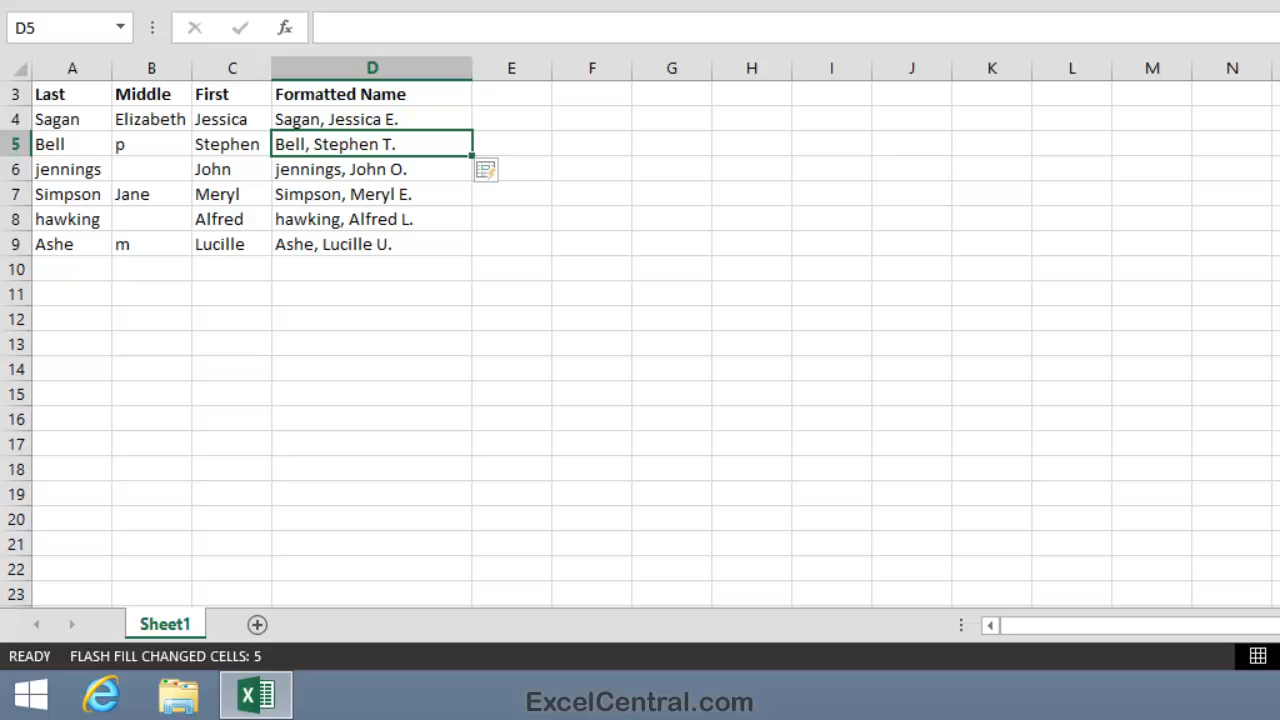 D5
fx
A B C D E F G H I J K L M N
3 Last Middle First Formatted Name
4 Sagan Elizabeth Jessica Sagan, Jessica E.
5 Bell p Stephen Bell, Stephen T.
6 jennings John jennings, John O.
7 Simpson Jane Meryl Simpson, Meryl E.
8 hawking Alfred hawking, Alfred L.
9 Ashe m Lucille Ashe, Lucille U.
10
11
12
13
14
15
16
17
18
19
20
21
22
23
Sheet1
READY FLASH FILL CHANGED CELLS: 5
ExcelCentral.com